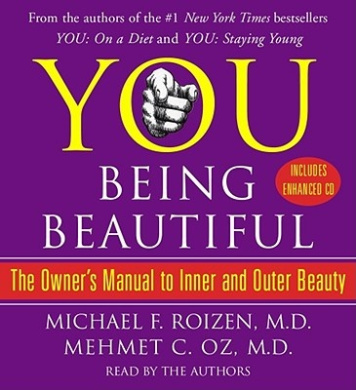 From the authors of the #1 New York Times bestsellers
YOU: On a Diet and YOU: Staying Young
YOU
BEING
BEAUTIFUL
INCLUDES
ENHANCED CD
The Owner's Manual to Inner and Outer Beauty
MICHAEL F. ROIZEN, M.D.
MEHMET C. OZ, M.D.
READ BY THE AUTHORS